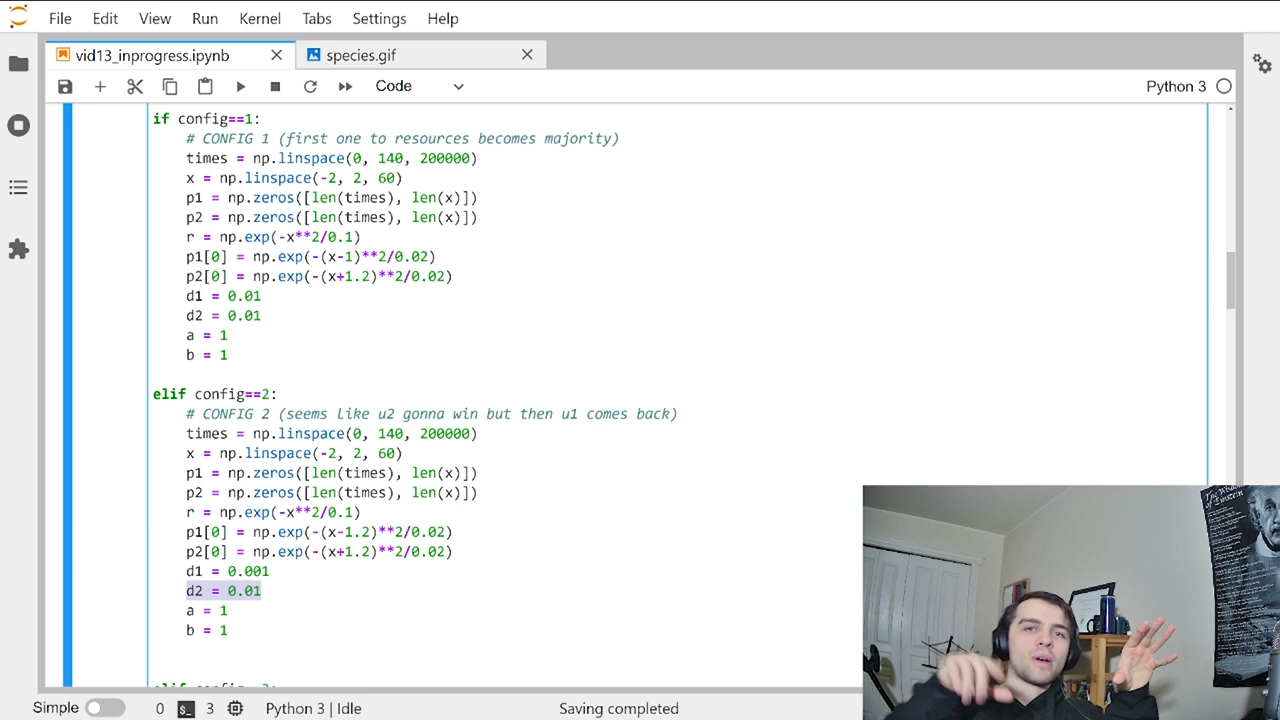 File Edit View Run Kernel Tabs Settings Help
vid13_inprogress.ipynb
species.gif
Code
Python 3
if config==1:
# CONFIG 1 (first one to resources becomes majority)
times = np.linspace(0, 140, 200000)
x = np.linspace(-2, 2, 60)
p1 = np.zeros([len(times), len(x)])
p2 = np.zeros([len(times), len(x)])
r = np.exp(-x**2/0.1)
p1[0] = np.exp(-(x-1)**2/0.02)
p2[0] = np.exp(-(x+1.2)**2/0.02)
d1 = 0.01
d2 = 0.01
a = 1
b = 1
elif config==2:
# CONFIG 2 (seems like u2 gonna win but then u1 comes back)
times = np.linspace(0, 140, 200000)
x = np.linspace(-2, 2, 60)
p1 = np.zeros([len(times), len(x)])
p2 = np.zeros([len(times), len(x)])
r = np.exp(-x**2/0.1)
p1[0] = np.exp(-(x-1.2)**2/0.02)
p2[0] = np.exp(-(x+1.2)**2/0.02)
d1 = 0.001
d2 = 0.01
a = 1
b = 1
Simple 0 $_ 3 Python 3 | Idle Saving completed
of Einstein